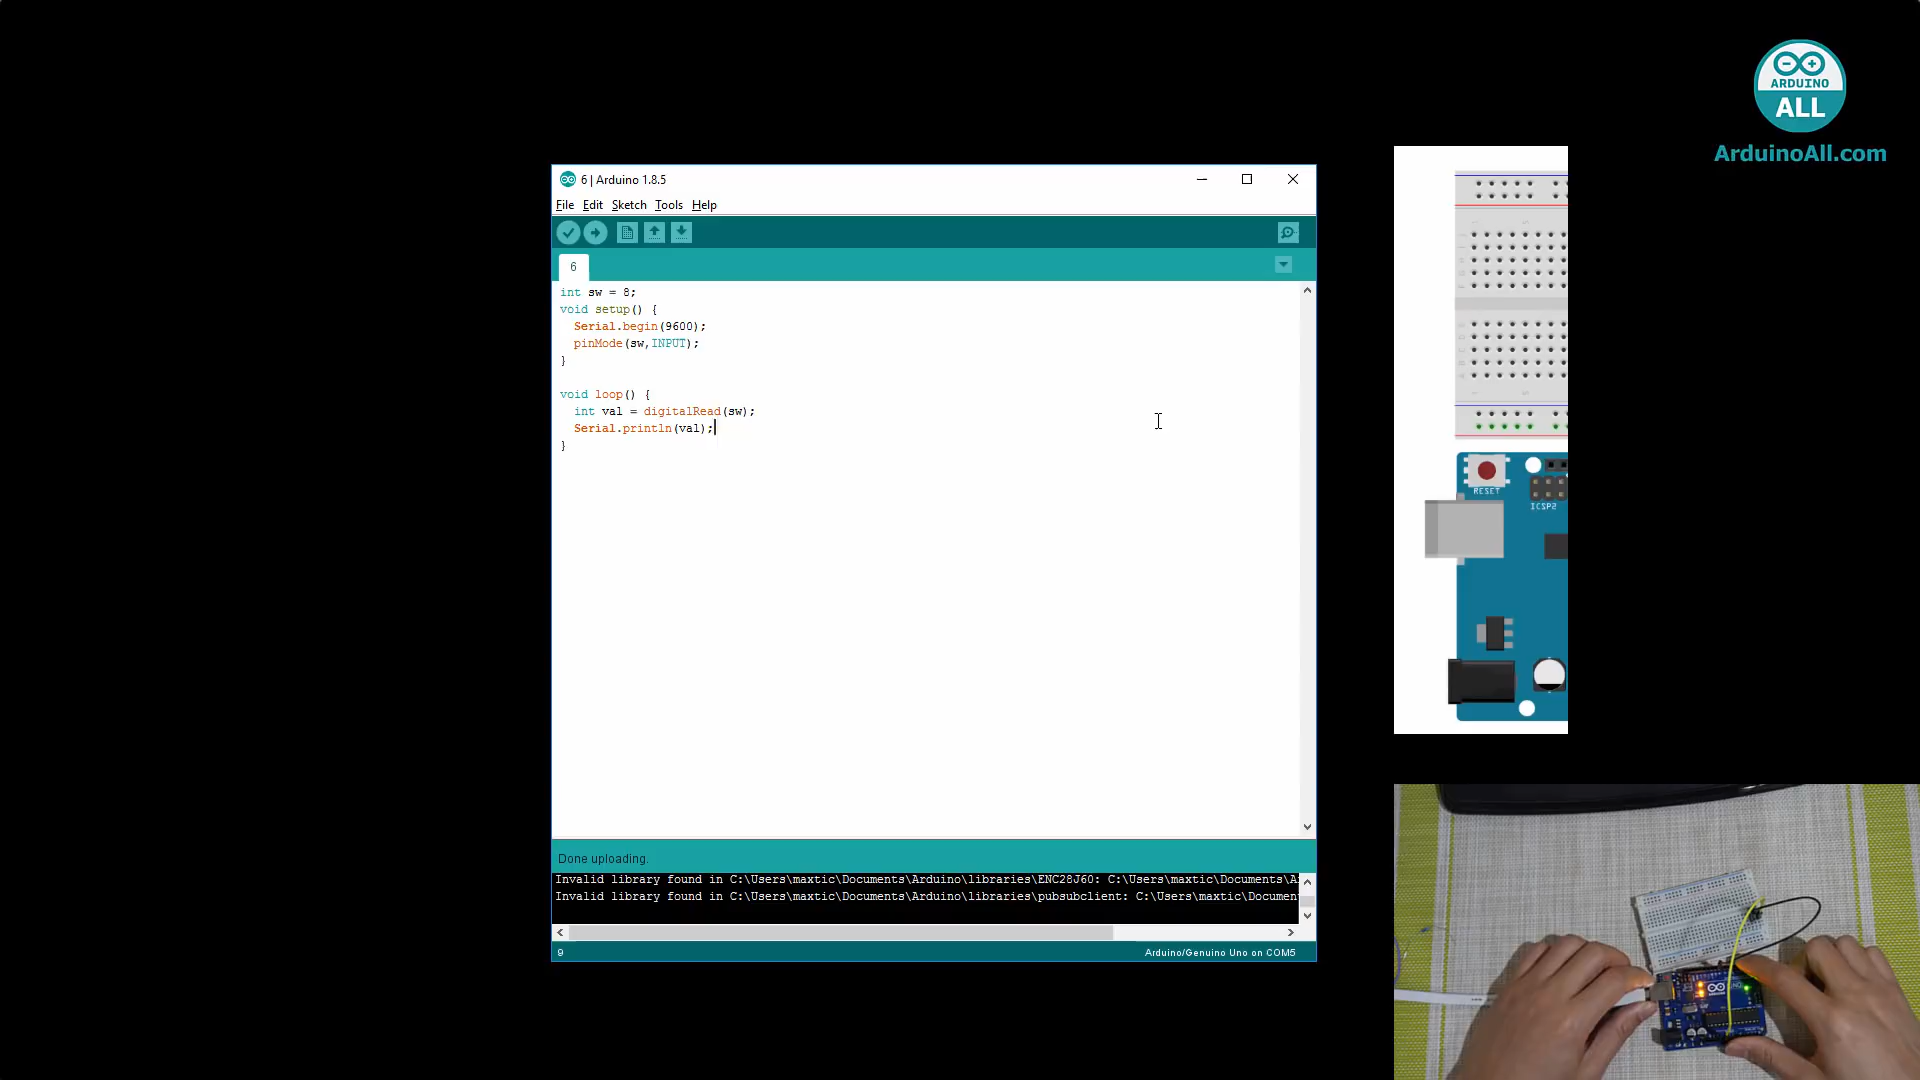 ARDUINO
ALL
ArduinoAll.com
6 | Arduino 1.8.5
File Edit Sketch Tools Help
6
int sw = 8;
void setup() {
Serial.begin(9600);
pinMode(sw,INPUT);
}
void loop() {
int val = digitalRead(sw);
Serial.println(val);
}
Done uploading.
Invalid library found in C:\Users\maxtic\Documents\Arduino\libraries\ENC28J60: C:\Users\maxtic\Documents\A
Invalid library found in C:\Users\maxtic\Documents\Arduino\libraries\pubsubclient: C:\Users\maxtic\Documen
9
Arduino/Genuino Uno on COM5
RESET
ICSP2